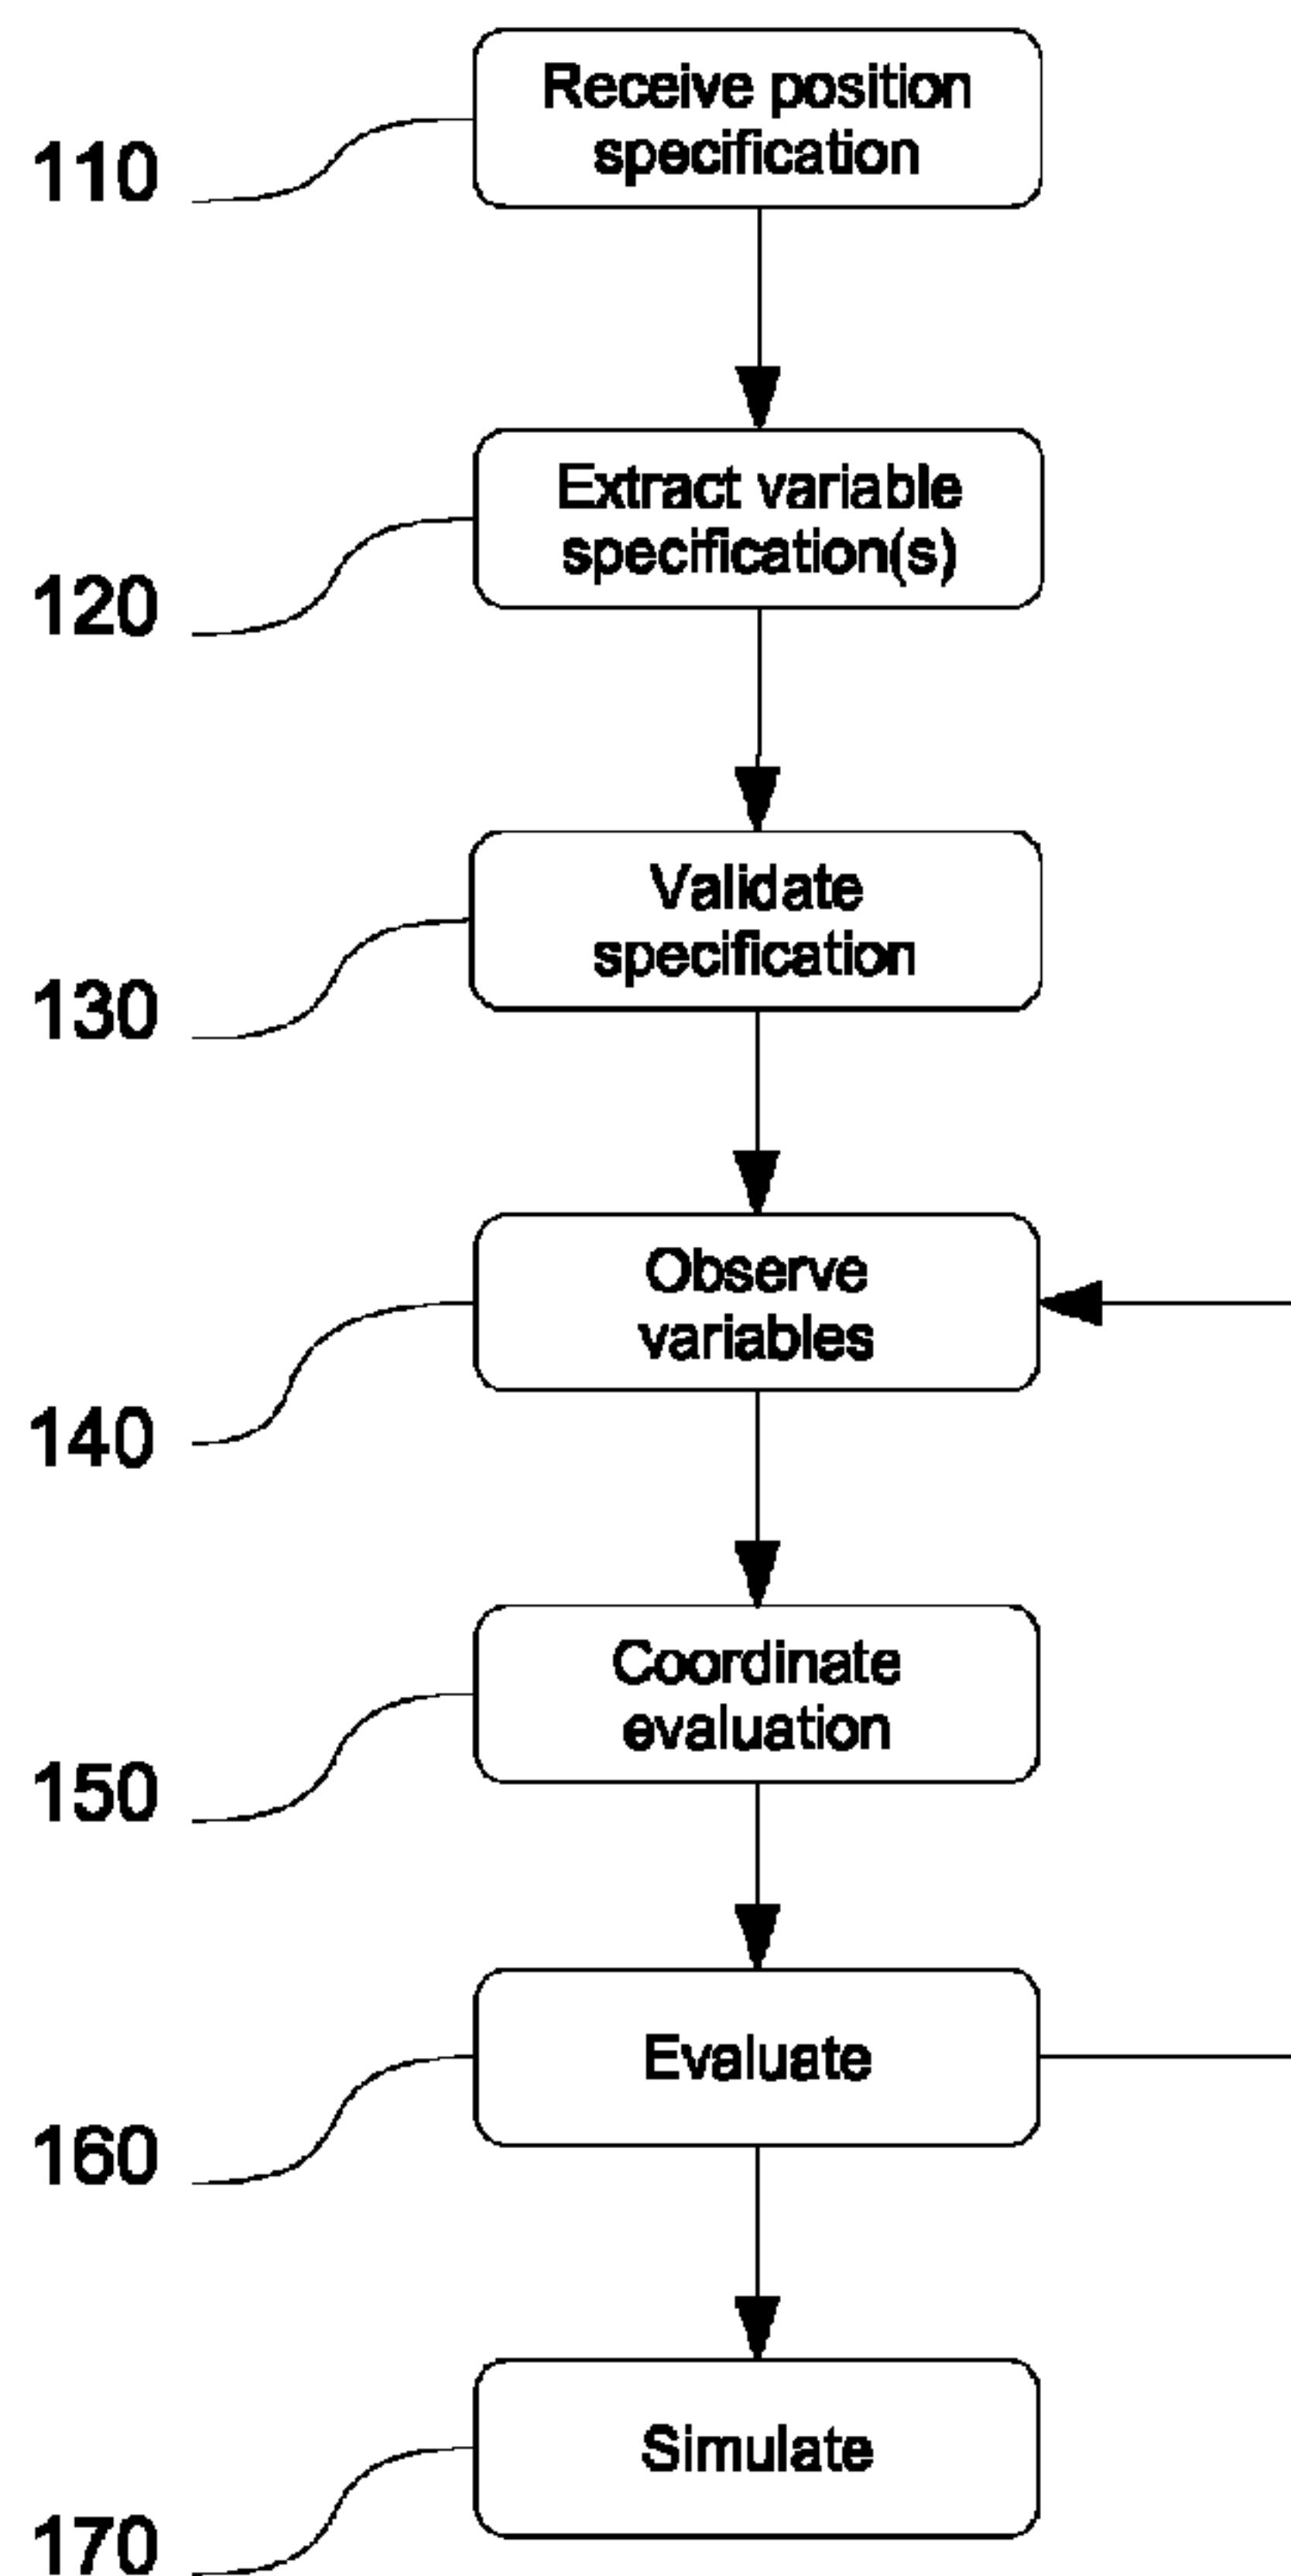 Receive position
specification
110
Extract variable
specification(s)
120
Validate
specification
130
Observe
variables
140
Coordinate
evaluation
150
Evaluate
160
Simulate
170